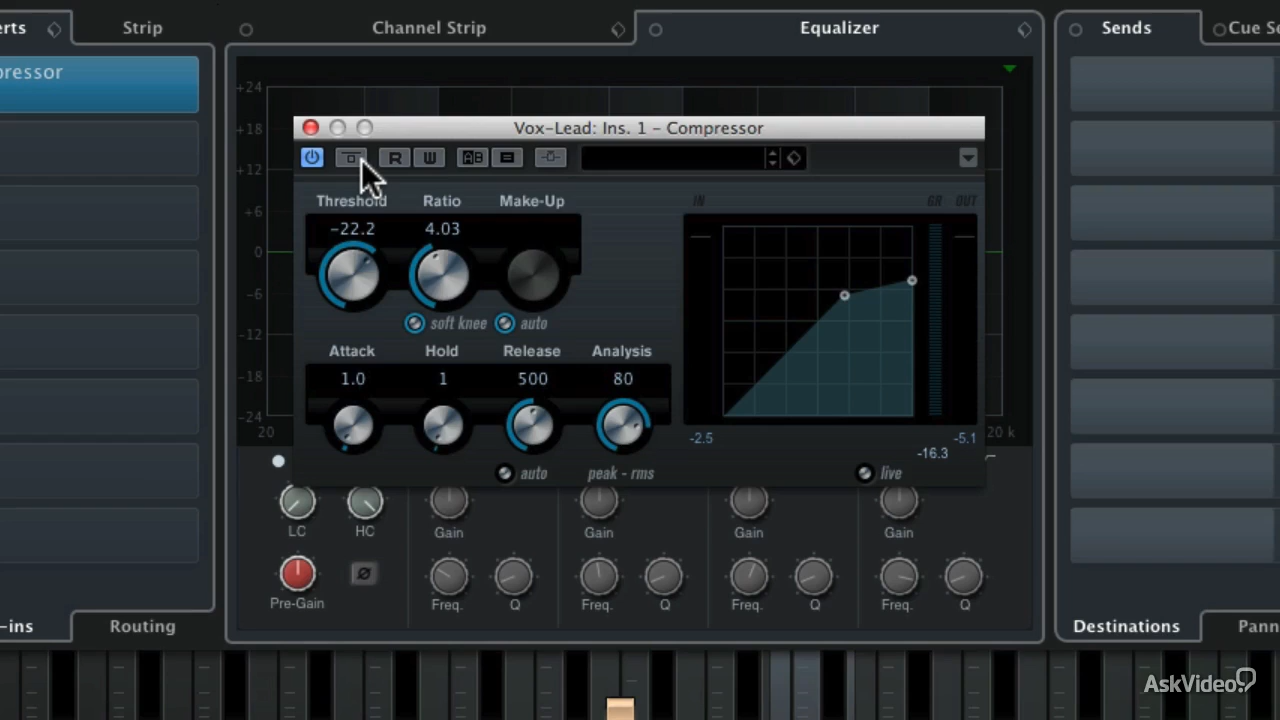 erts
Strip
Channel Strip
Equalizer
Sends
Cue Se
pressor
+24
+18
+12
+6
0
-6
-12
-18
-24
20
20 k
Vox-Lead: Ins. 1 - Compressor
R
W
AB
Threshold
Ratio
Make-Up
IN
GR
OUT
-22.2
4.03
soft knee
auto
Attack
Hold
Release
Analysis
1.0
1
500
80
-2.5
-5.1
-16.3
auto
peak - rms
live
LC
HC
Gain
Gain
Gain
Gain
Pre-Gain
Freq.
Q
Freq.
Q
Freq.
Q
Freq.
Q
-ins
Routing
Destinations
Pann
AskVideo